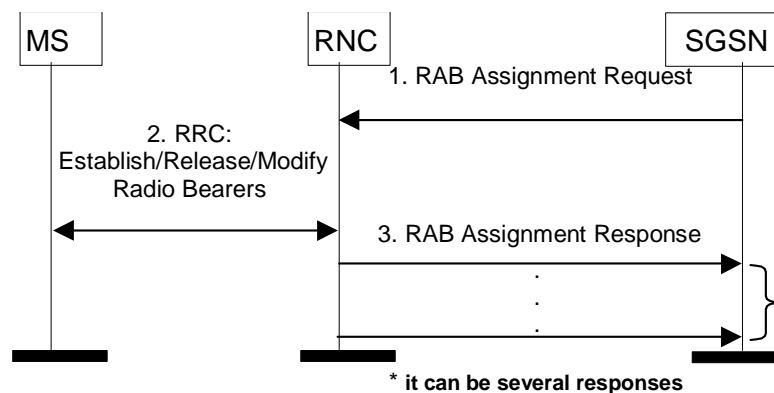 MS
RNC
SGSN
1. RAB Assignment Request
2. RRC:
Establish/Release/Modify
Radio Bearers
3. RAB Assignment Response
.
.
.
* it can be several responses